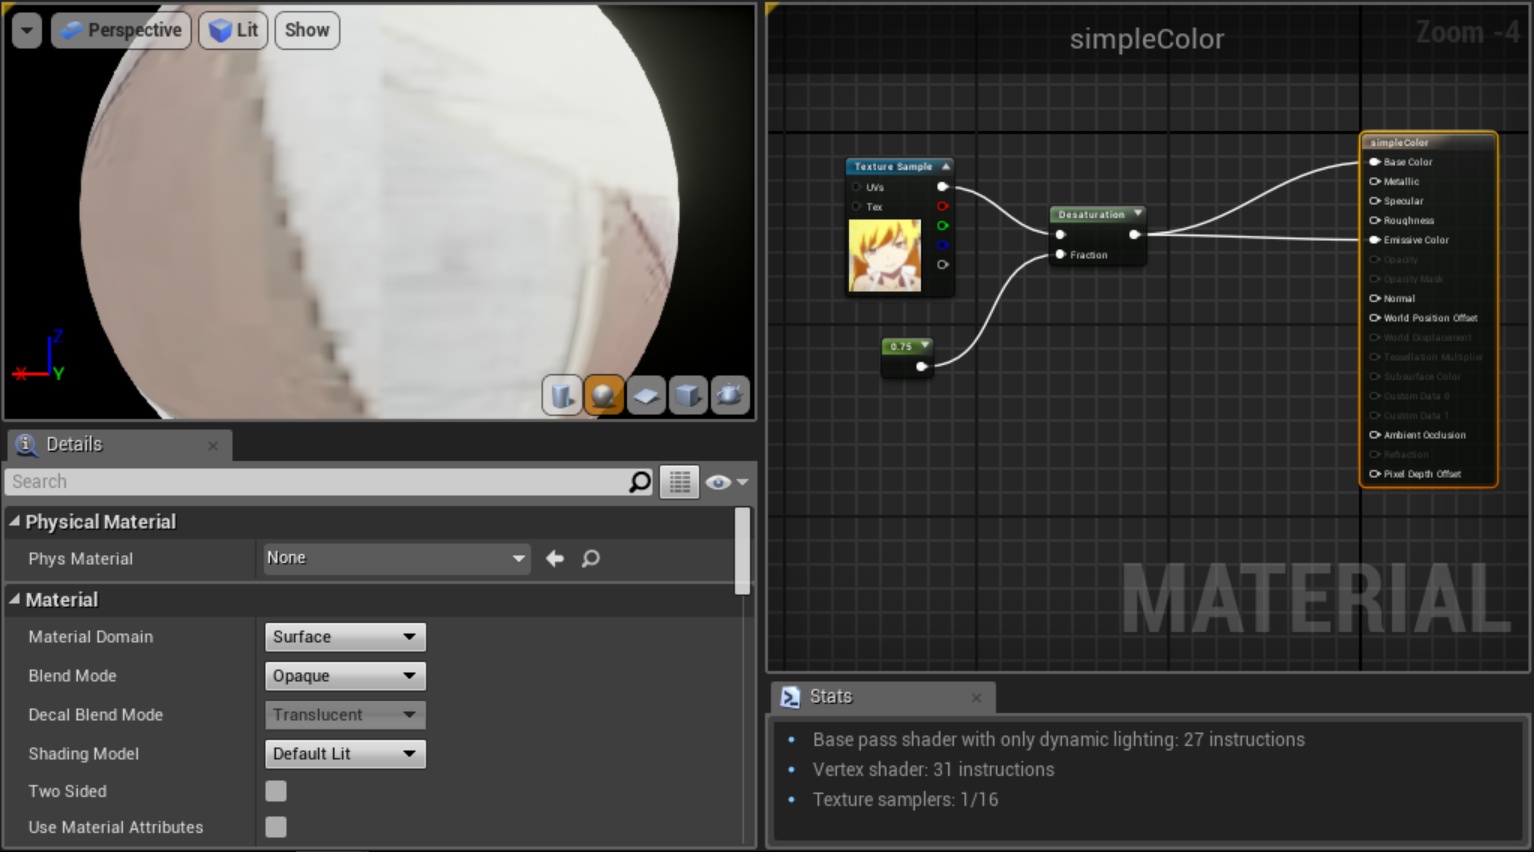 Perspective
Lit
Show
X
Z
Y
simpleColor
Zoom -4
Texture Sample
UVs
Tex
0.75
Desaturation
Fraction
simpleColor
Base Color
Metallic
Specular
Roughness
Emissive Color
Opacity
Opacity Mask
Normal
World Position Offset
World Displacement
Tessellation Multiplier
Subsurface Color
Custom Data 0
Custom Data 1
Ambient Occlusion
Refraction
Pixel Depth Offset
MATERIAL
Details
Search
Physical Material
Phys Material
None
Material
Material Domain
Surface
Blend Mode
Opaque
Decal Blend Mode
Translucent
Shading Model
Default Lit
Two Sided
Use Material Attributes
Stats
Base pass shader with only dynamic lighting: 27 instructions
Vertex shader: 31 instructions
Texture samplers: 1/16